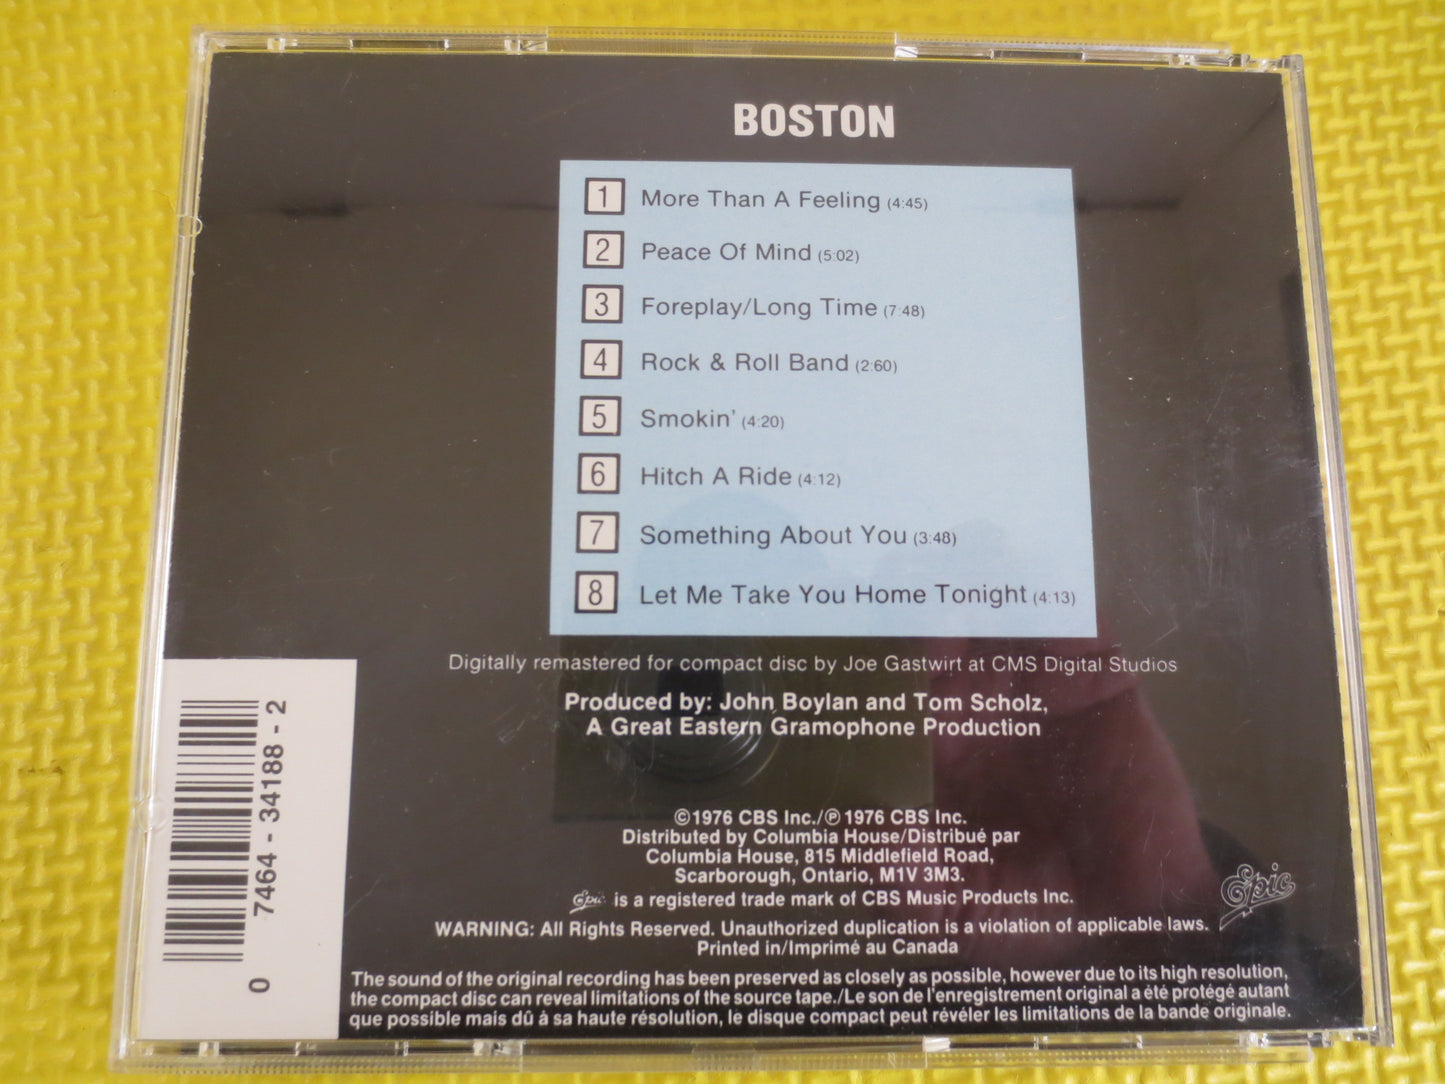 BOSTON
1 More Than A Feeling (4:45)
2 Peace Of Mind (5:02)
3 Foreplay/Long Time (7:48)
4 Rock & Roll Band (2:60)
5 Smokin' (4:20)
6 Hitch A Ride (4:12)
7 Something About You (3:48)
8 Let Me Take You Home Tonight (4:13)
Digitally remastered for compact disc by Joe Gastwirt at CMS Digital Studios
Produced by: John Boylan and Tom Scholz,
A Great Eastern Gramophone Production
0 7464-34188-2
©1976 CBS Inc./℗ 1976 CBS Inc.
Distributed by Columbia House/Distribué par
Columbia House, 815 Middlefield Road,
Scarborough, Ontario, M1V 3M3.
Epic is a registered trade mark of CBS Music Products Inc.
Epic
WARNING: All Rights Reserved. Unauthorized duplication is a violation of applicable laws.
Printed in/Imprimé au Canada
The sound of the original recording has been preserved as closely as possible, however due to its high resolution,
the compact disc can reveal limitations of the source tape./Le son de l'enregistrement original a été protégé autant
que possible mais dû à sa haute résolution, le disque compact peut révéler les limitations de la bande originale.